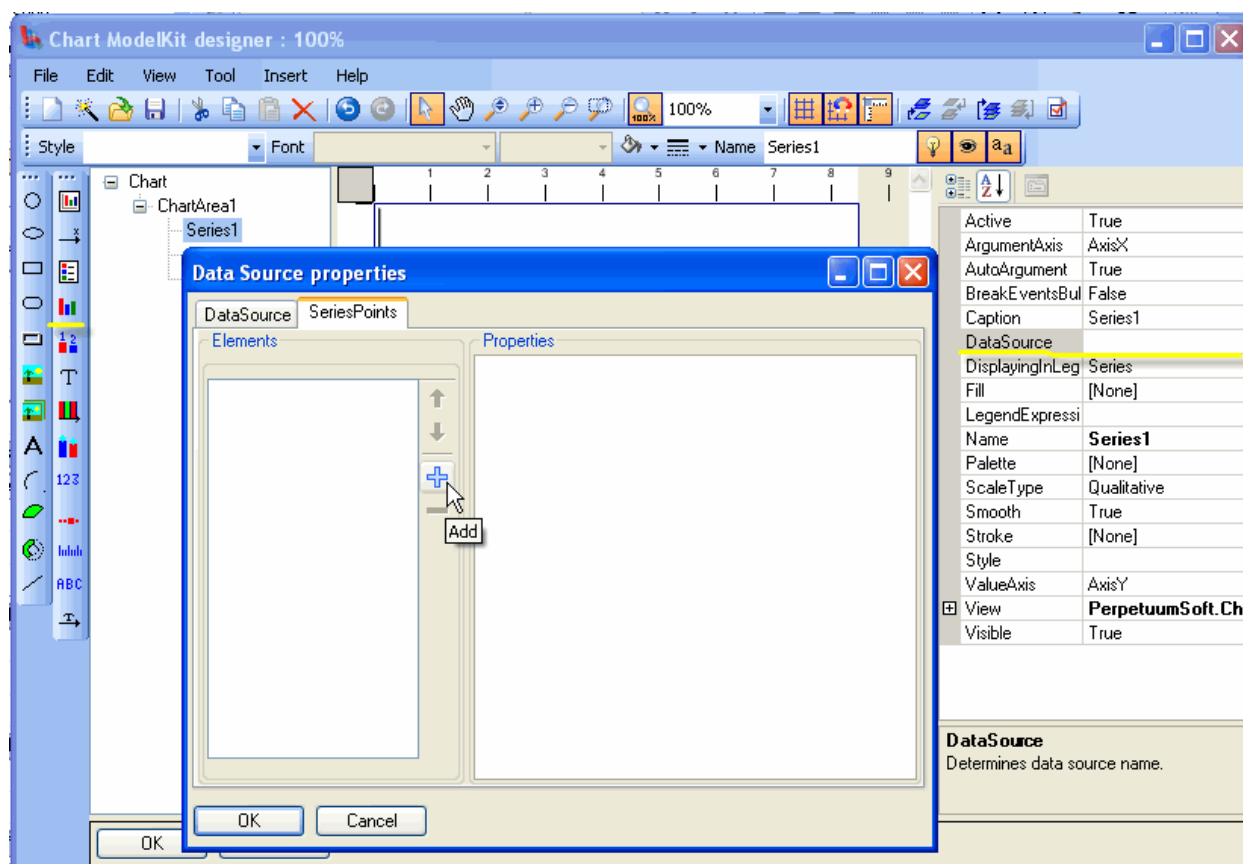 Chart ModelKit designer : 100%
File Edit View Tool Insert Help
100% 100%
Style Font Name Series1 aa
1 2 3 4 5 6 7 8 9
Chart
ChartArea1
Series1
Data Source properties
DataSource SeriesPoints
Elements Properties
Add
OK Cancel
OK
12
T
A
123
ABC
T
x
A
Z
Active True
ArgumentAxis AxisX
AutoArgument True
BreakEventsBul False
Caption Series1
DataSource
DisplayingInLeg Series
Fill [None]
LegendExpressi
Name Series1
Palette [None]
ScaleType Qualitative
Smooth True
Stroke [None]
Style
ValueAxis AxisY
View PerpetuumSoft.Ch
Visible True
DataSource
Determines data source name.